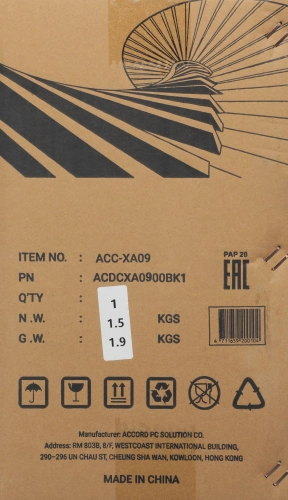 ITEM NO. : ACC-XA09
PN : ACDCXA0900BK1
Q'TY : 1
N .W. : 1.5 KGS
G .W. : 1.9 KGS
PAP 20
EAC
Manufacturer: ACCORD PC SOLUTION CO.
Address: RM 803B, 8/F, WESTCOAST INTERNATIONAL BUILDING,
290-296 UN CHAU ST, CHEUNG SHA WAN, KOWLOON, HONG KONG
MADE IN CHINA